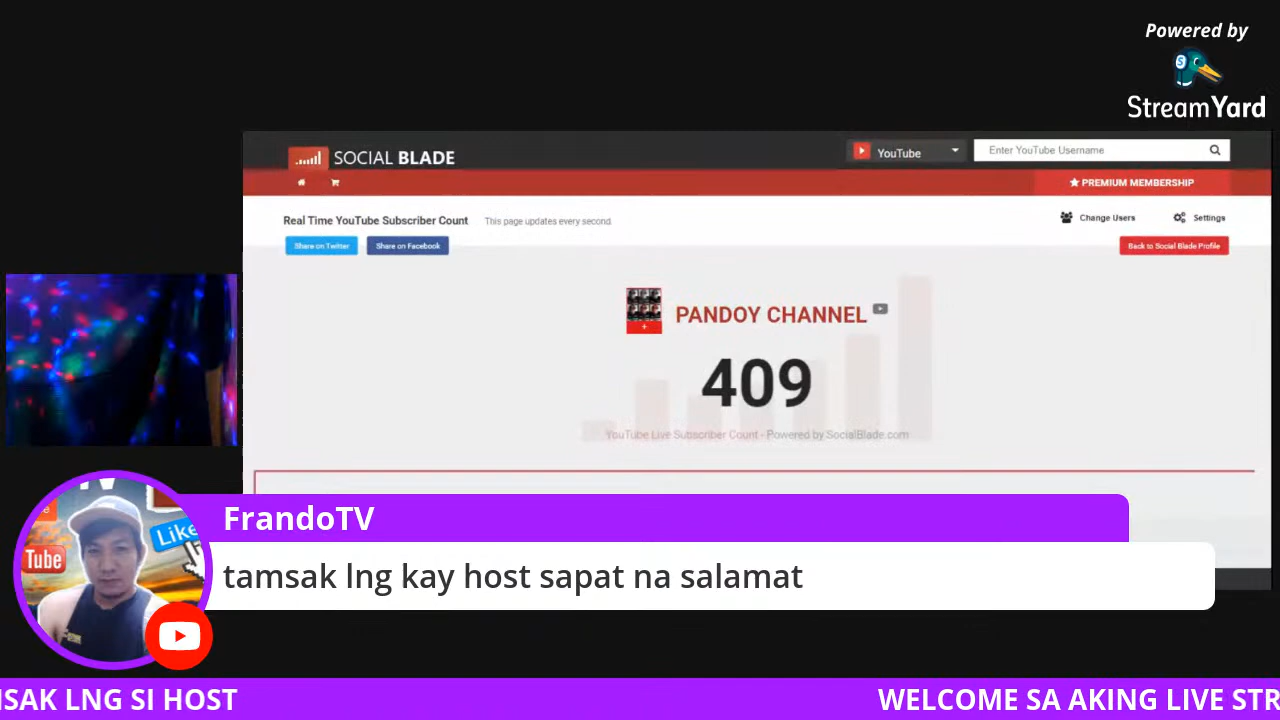 Powered by
StreamYard
SOCIAL BLADE
YouTube
Enter YouTube Username
PREMIUM MEMBERSHIP
Real Time YouTube Subscriber Count
This page updates every second.
Change Users
Settings
Share on Twitter
Share on Facebook
Back to Social Blade Profile
PANDOY CHANNEL
409
YouTube Live Subscriber Count - Powered by SocialBlade.com
FrandoTV
Like
Tube
tamsak lng kay host sapat na salamat
SAK LNG SI HOST
WELCOME SA AKING LIVE STR